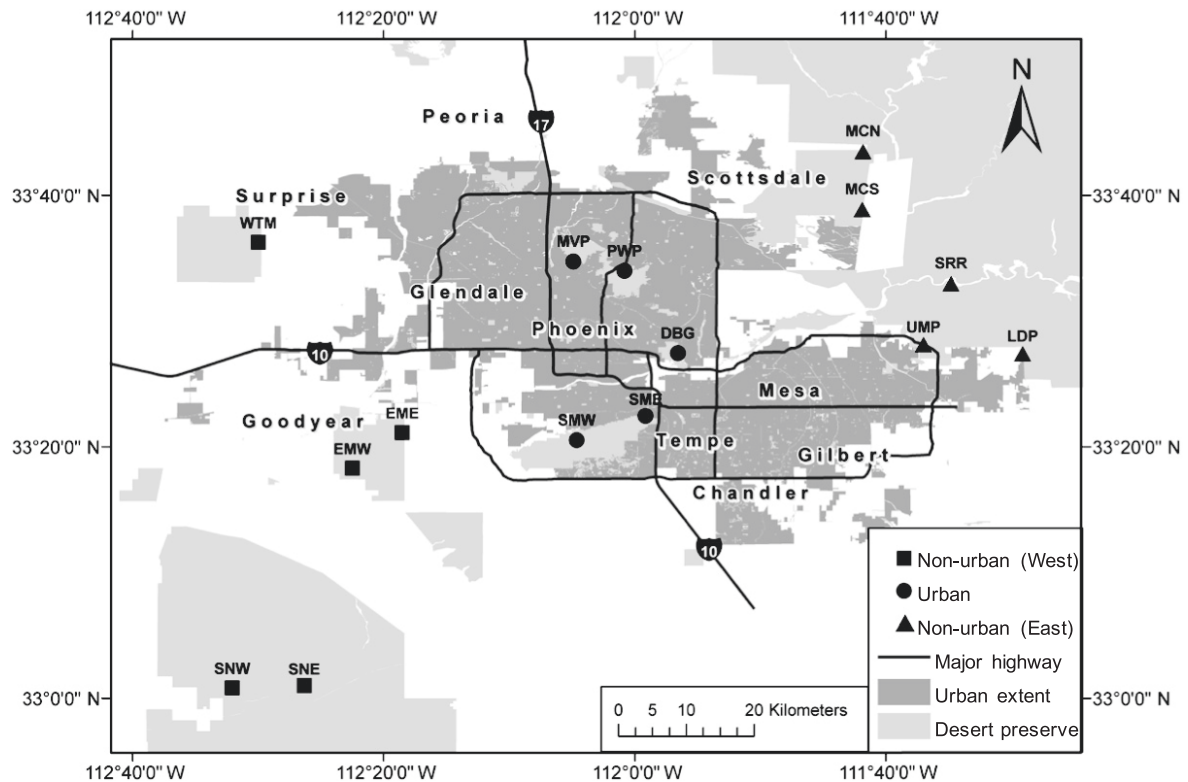 112°40'0" W 112°20'0" W 112°0'0" W 111°40'0" W
N
Peoria
17
MCN
Scottsdale
33°40'0" N 33°40'0" N
Surprise
MCS
WTM
MVP PWP
SRR
Glendale
Phoenix
DBG
UMP
LDP
10
Mesa
SME
EME
SMW
Goodyear
Tempe
33°20'0" N 33°20'0" N
EMW
Gilbert
Chandler
10
Non-urban (West)
Urban
Non-urban (East)
Major highway
Urban extent
Desert preserve
SNW SNE
33°0'0" N 33°0'0" N
0 5 10 20 Kilometers
112°40'0" W 112°20'0" W 112°0'0" W 111°40'0" W